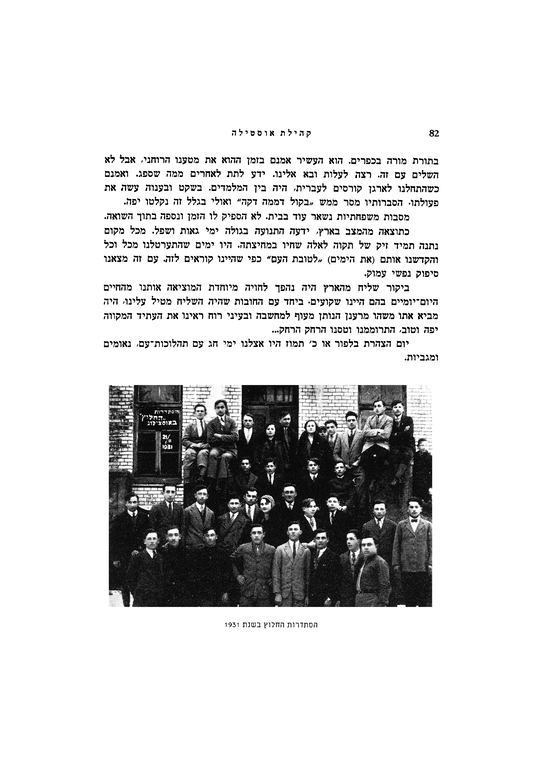 82
קהילת אוסטילה
בתורת מורה בכפרים. הוא העשיר אמנם בזמן ההוא את מטענו הרוחני, אבל לא
השלים עם זה. רצה לעלות ובא אלינו. ידע לתת לאחרים ממה שספג. ואמנם
כשהתחלנו לארגן קורסים לעברית, היה בין המלמדים. בשקט ובענוה עשה את
פעולתו. הסברותיו מסר ממש „בקול דממה דקה" ואולי בגלל זה נקלטו יפה.
מסבות משפחתיות נשאר עוד בבית. לא הספיק לו הזמן ונספה בתוך השואה.
כתוצאה מהמצב בארץ, ידעה התנועה בגולה ימי גאות ושפל. מכל מקום
נתנה תמיד זיק של תקוה לאלה שחיו במחיצתה. היו ימים שהתערטלנו מכל וכל
והקדשנו אותם (את הימים) „לטובת העם" כפי שהיינו קוראים לזה. עם זה מצאנו
סיפוק נפשי עמוק.
ביקור שליח מהארץ היה נהפך לחויה מיוחדת המוציאה אותנו מהחיים
היום־יומיים בהם היינו שקועים. ביחד עם החובות שהיה השליח מטיל עלינו, היה
מביא אתו משהו מרענן הנותן מעוף למחשבה ובעיני רוח ראינו את העתיד המקווה
יפה וטוב, התרוממנו וטסנו הרחק הרחק...
יום הצהרת בלפור או כ׳ תמוז היו אצלנו ימי חג עם תהלוכות־עם, נאומים
ומגביות.
הסתדרות
„החלוץ"
באוסצ׳לוג
1931
הסתדרות החלוץ בשנת 1931